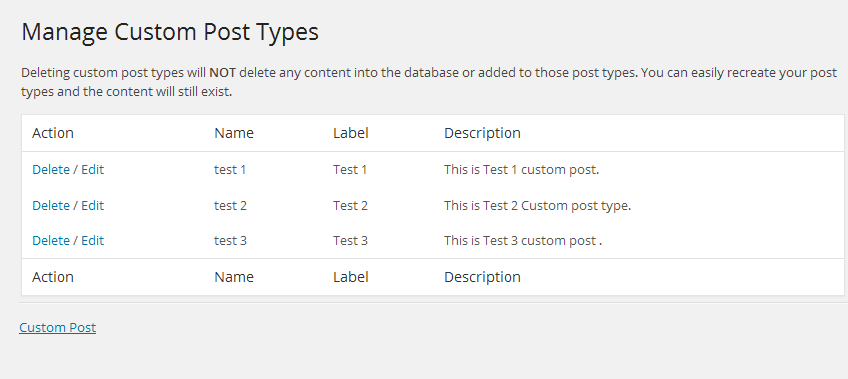 Manage Custom Post Types
Deleting custom post types will NOT delete any content into the database or added to those post types. You can easily recreate your post
types and the content will still exist.
Action Name Label Description
Delete / Edit test 1 Test 1 This is Test 1 custom post.
Delete / Edit test 2 Test 2 This is Test 2 Custom post type.
Delete / Edit test 3 Test 3 This is Test 3 custom post .
Action Name Label Description
Custom Post